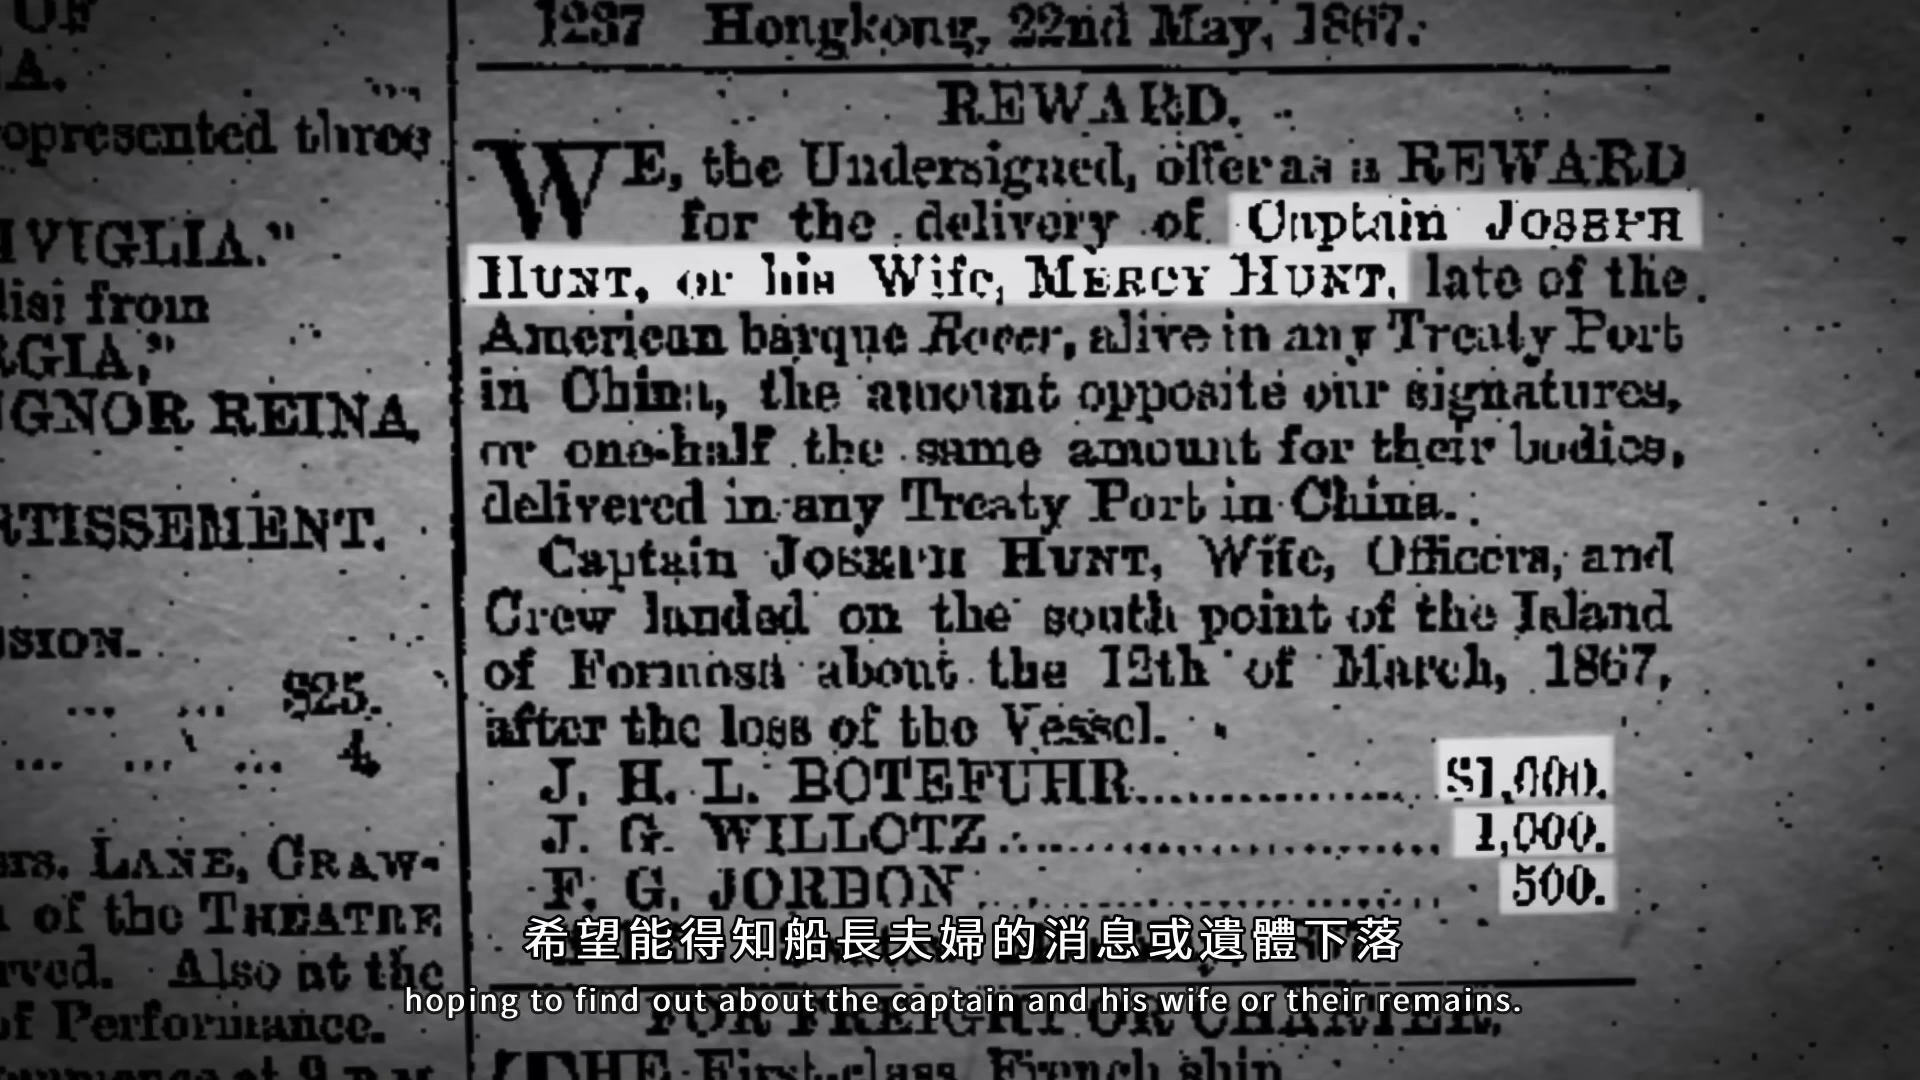 OF
A.
represented three
VIGLIA."
from
RGIA,"
GNOR REINA
RTISSEMENT.
SSION.
... ... $25.
... ... ... 4.
LANE, CRAW-
of the THEATRE
Also at the
of Performance.
at 9 P.M.
1237 Hongkong, 22nd May, 1867.
REWARD.
WE, the Undersigned, offer as a REWARD
for the delivery of Captain JOSEPH
HUNT, or his Wife, MERCY HUNT, late of the
American barque Rover, alive in any Treaty Port
in China, the amount opposite our signatures,
or one-half the same amount for their bodies,
delivered in any Treaty Port in China.
Captain JOSEPH HUNT, Wife, Officers, and
Crew landed on the south point of the Island
of Formosa about the 12th of March, 1867,
after the loss of the Vessel.
J. H. L. BOTEFUHR.................. $1,000.
J. G. WILLOTZ........................... 1,000.
F. G. JORDON............................ 500.
希望能得知船長夫婦的消息或遺體下落
hoping to find out about the captain and his wife or their remains.
FOR FREIGHT OR CHARTER.
THE First-class French ship